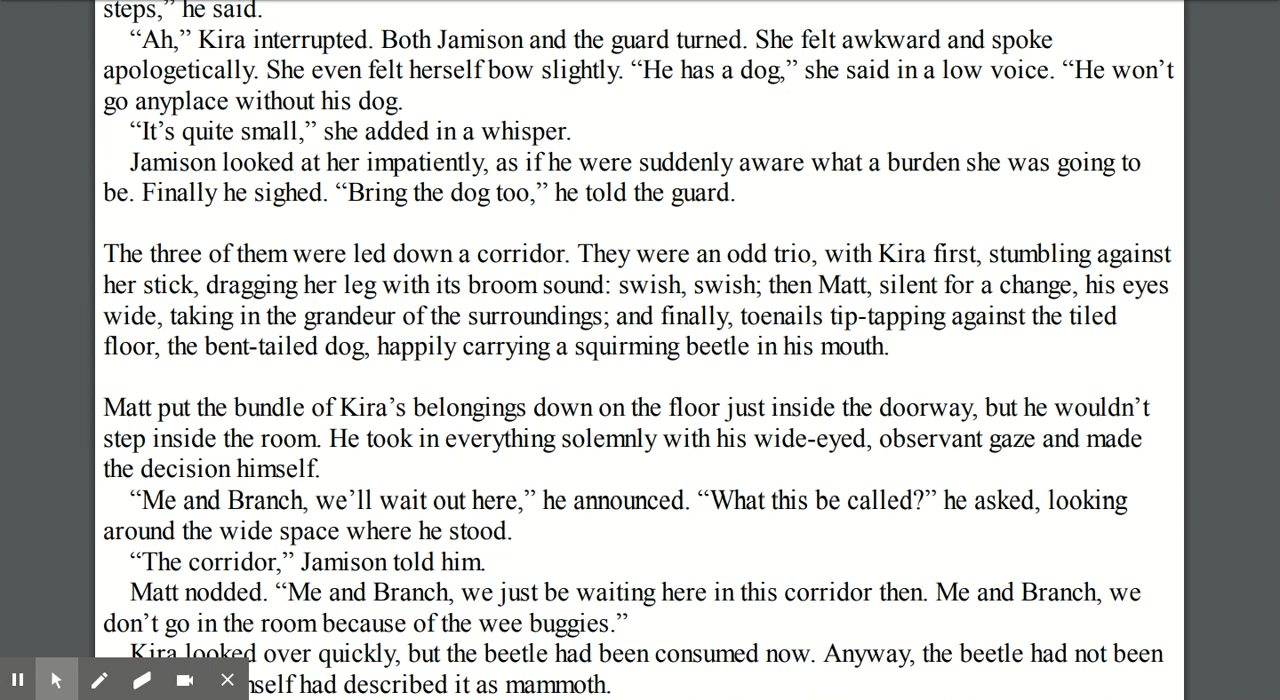 steps,” he said.
“Ah,” Kira interrupted. Both Jamison and the guard turned. She felt awkward and spoke
apologetically. She even felt herself bow slightly. “He has a dog,” she said in a low voice. “He won’t
go anyplace without his dog.
“It’s quite small,” she added in a whisper.
Jamison looked at her impatiently, as if he were suddenly aware what a burden she was going to
be. Finally he sighed. “Bring the dog too,” he told the guard.
The three of them were led down a corridor. They were an odd trio, with Kira first, stumbling against
her stick, dragging her leg with its broom sound: swish, swish; then Matt, silent for a change, his eyes
wide, taking in the grandeur of the surroundings; and finally, toenails tip-tapping against the tiled
floor, the bent-tailed dog, happily carrying a squirming beetle in his mouth.
Matt put the bundle of Kira’s belongings down on the floor just inside the doorway, but he wouldn’t
step inside the room. He took in everything solemnly with his wide-eyed, observant gaze and made
the decision himself.
“Me and Branch, we’ll wait out here,” he announced. “What this be called?” he asked, looking
around the wide space where he stood.
“The corridor,” Jamison told him.
Matt nodded. “Me and Branch, we just be waiting here in this corridor then. Me and Branch, we
don’t go in the room because of the wee buggies.”
Kira looked over quickly, but the beetle had been consumed now. Anyway, the beetle had not been
had described it as mammoth.